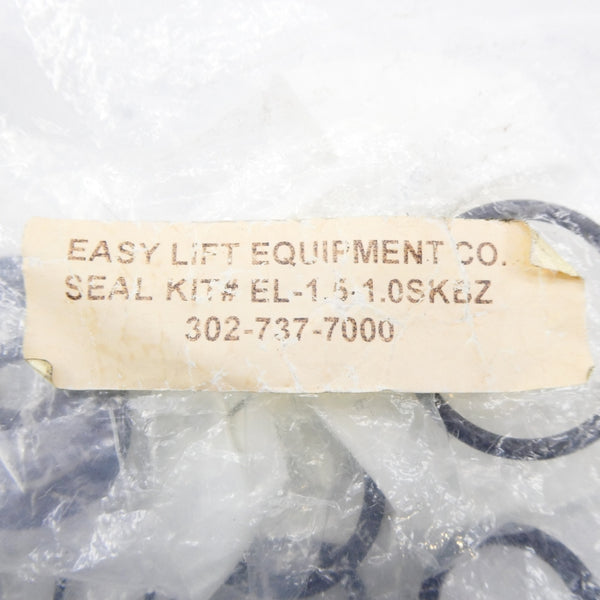 EASY LIFT EQUIPMENT CO.
SEAL KIT# EL-1.5-1.0SKBZ
302-737-7000